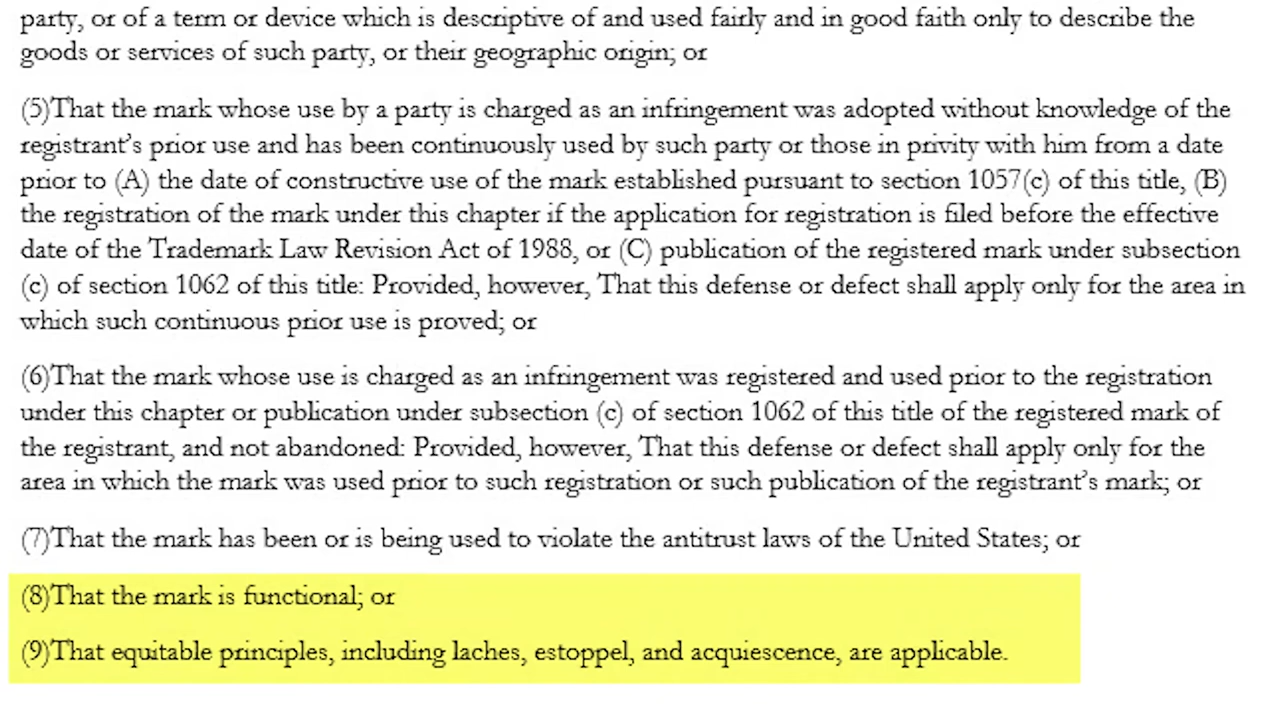 party, or of a term or device which is descriptive of and used fairly and in good faith only to describe the
goods or services of such party, or their geographic origin; or
(5)That the mark whose use by a party is charged as an infringement was adopted without knowledge of the
registrant’s prior use and has been continuously used by such party or those in privity with him from a date
prior to (A) the date of constructive use of the mark established pursuant to section 1057(c) of this title, (B)
the registration of the mark under this chapter if the application for registration is filed before the effective
date of the Trademark Law Revision Act of 1988, or (C) publication of the registered mark under subsection
(c) of section 1062 of this title: Provided, however, That this defense or defect shall apply only for the area in
which such continuous prior use is proved; or
(6)That the mark whose use is charged as an infringement was registered and used prior to the registration
under this chapter or publication under subsection (c) of section 1062 of this title of the registered mark of
the registrant, and not abandoned: Provided, however, That this defense or defect shall apply only for the
area in which the mark was used prior to such registration or such publication of the registrant’s mark; or
(7)That the mark has been or is being used to violate the antitrust laws of the United States; or
(8)That the mark is functional; or
(9)That equitable principles, including laches, estoppel, and acquiescence, are applicable.